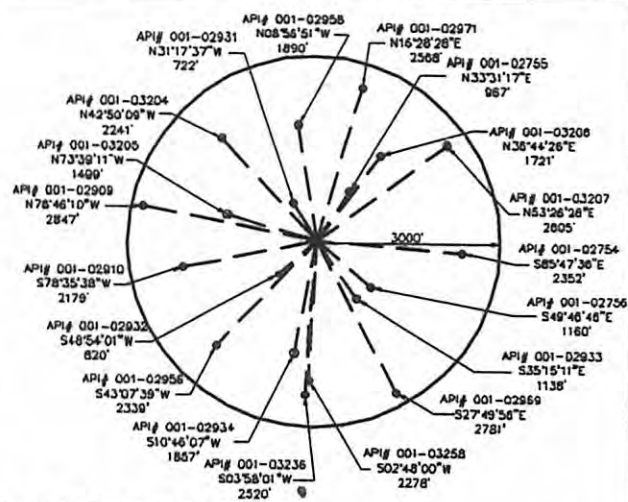 API# 001-02958
N08°56'51"W
1890'
API# 001-02931
N31°17'37"W
722'
API# 001-02971
N16°28'28"E
2568'
API# 001-02755
N33°31'17"E
967'
API# 001-03204
N42°50'09"W
2241'
API# 001-03205
N73°39'11"W
1499'
API# 001-02909
N78°46'10"W
2847'
API# 001-03206
N38°44'26"E
1721'
API# 001-03207
N53°26'28"E
2605'
3000'
API# 001-02754
S85°47'36"E
2352'
API# 001-02910
S78°35'38"W
2179'
API# 001-02756
S49°46'46"E
1160'
API# 001-02932
S48°54'01"W
820'
API# 001-02933
S35°15'11"E
1138'
API# 001-02956
S43°07'39"W
2339'
API# 001-02969
S27°49'58"E
2781'
API# 001-02934
S10°46'07"W
1857'
API# 001-03258
S02°48'00"W
2278'
API# 001-03236
S03°58'01"W
2520'